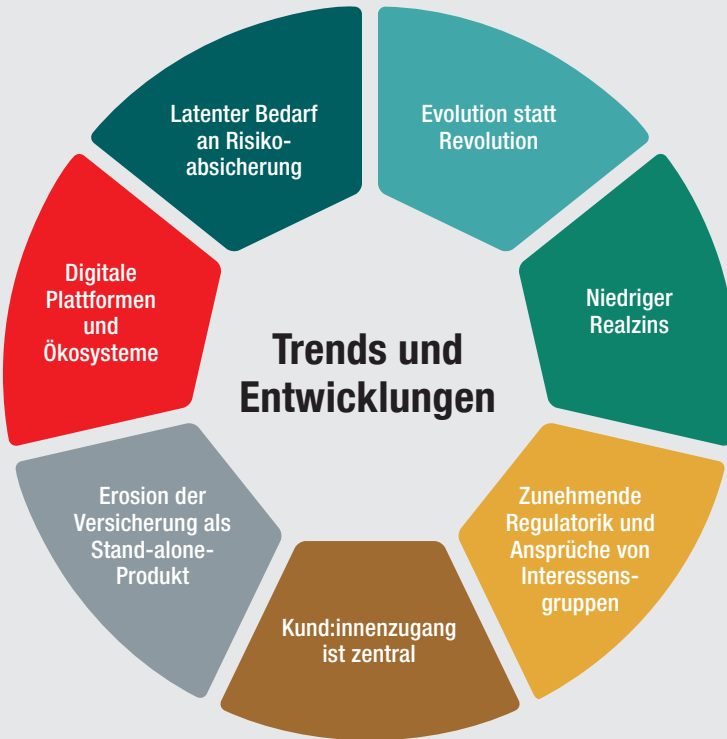 Trends und
Entwicklungen
Evolution statt
Revolution
Niedriger
Realzins
Zunehmende
Regulatorik und
Ansprüche von
Interessens-
gruppen
Kund:innenzugang
ist zentral
Erosion der
Versicherung als
Stand-alone-
Produkt
Digitale
Plattformen
und
Ökosysteme
Latenter Bedarf
an Risiko-
absicherung